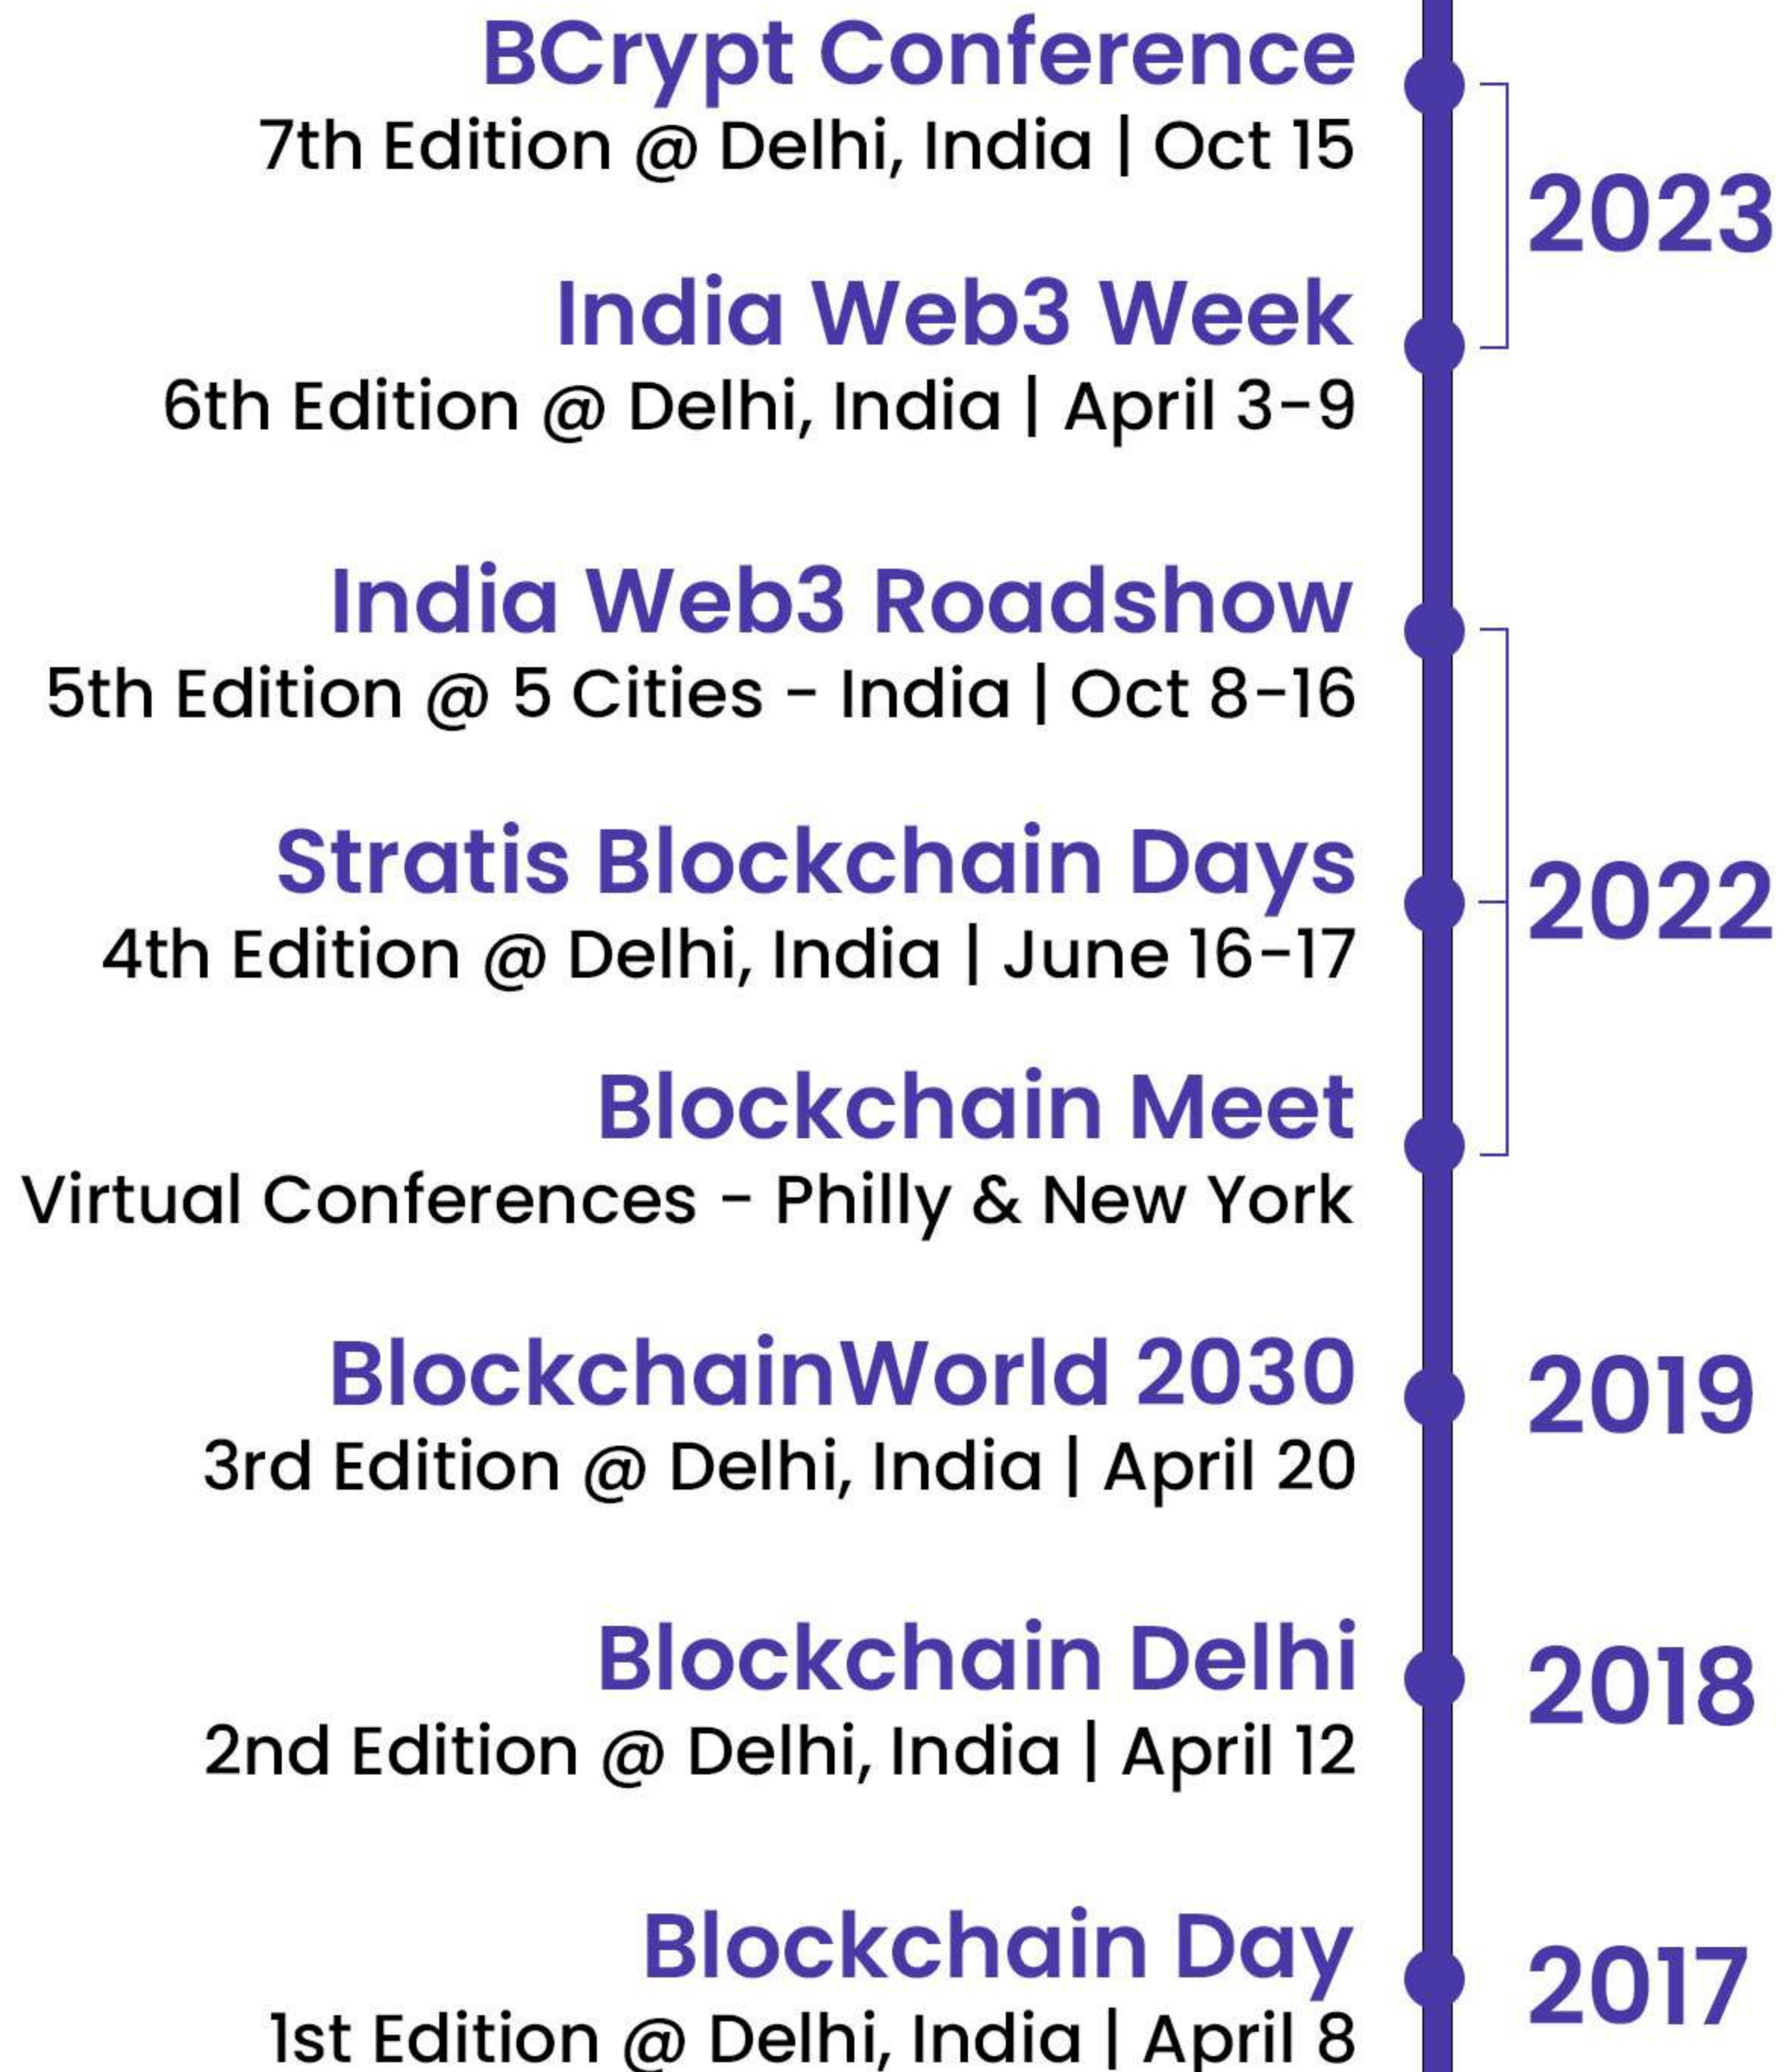 BCrypt Conference
7th Edition @ Delhi, India | Oct 15
2023
India Web3 Week
6th Edition @ Delhi, India | April 3-9
India Web3 Roadshow
5th Edition @ 5 Cities - India | Oct 8-16
Stratis Blockchain Days
2022
4th Edition @ Delhi, India | June 16-17
Blockchain Meet
Virtual Conferences - Philly & New York
BlockchainWorld 2030
2019
3rd Edition @ Delhi, India | April 20
Blockchain Delhi
2018
2nd Edition @ Delhi, India | April 12
Blockchain Day
2017
1st Edition @ Delhi, India | April 8